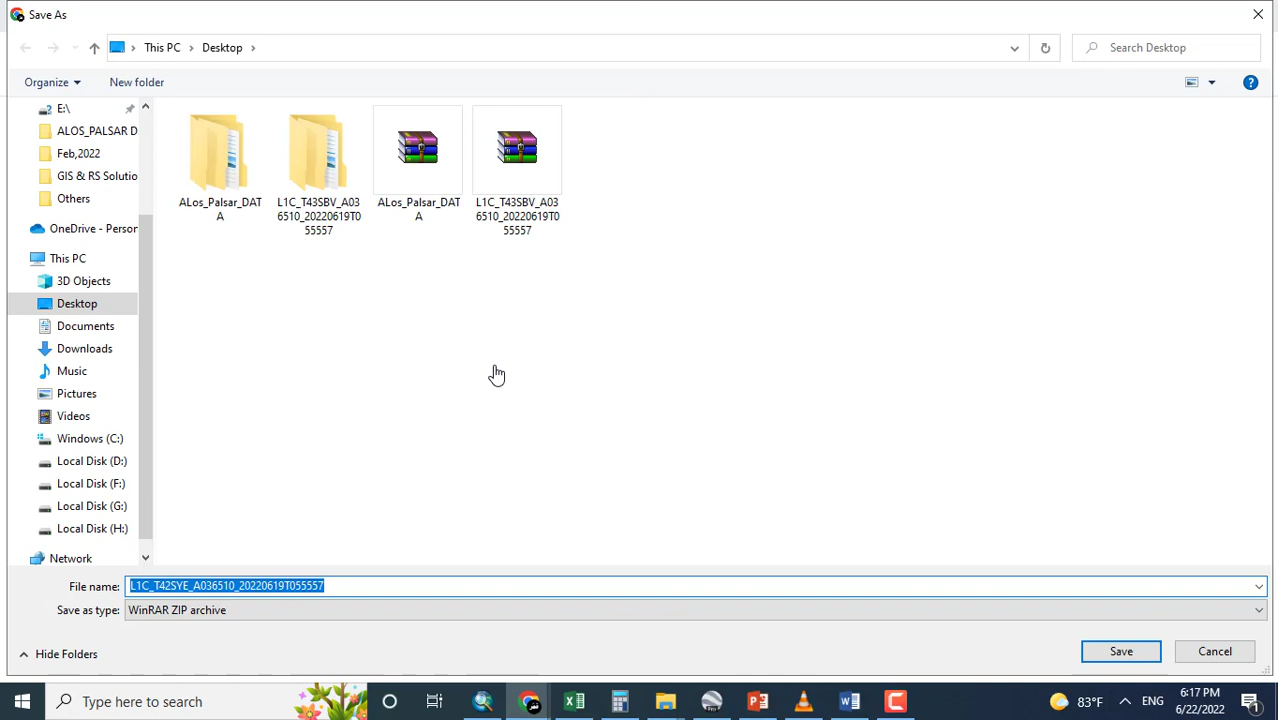 Save As
This PC
Desktop
Search Desktop
Organize
New folder
E:\
ALOS_PALSAR D
Feb,2022
GIS & RS Solutio
Others
OneDrive - Person
This PC
3D Objects
Desktop
Documents
Downloads
Music
Pictures
Videos
Windows (C:)
Local Disk (D:)
Local Disk (F:)
Local Disk (G:)
Local Disk (H:)
Network
ALos_Palsar_DAT
A
L1C_T43SBV_A03
6510_20220619T0
55557
ALos_Palsar_DAT
A
L1C_T43SBV_A03
6510_20220619T0
55557
File name: L1C_T42SYE_A036510_20220619T055557
Save as type: WinRAR ZIP archive
Hide Folders
Save
Cancel
Type here to search
83°F
ENG
6:17 PM
6/22/2022
1